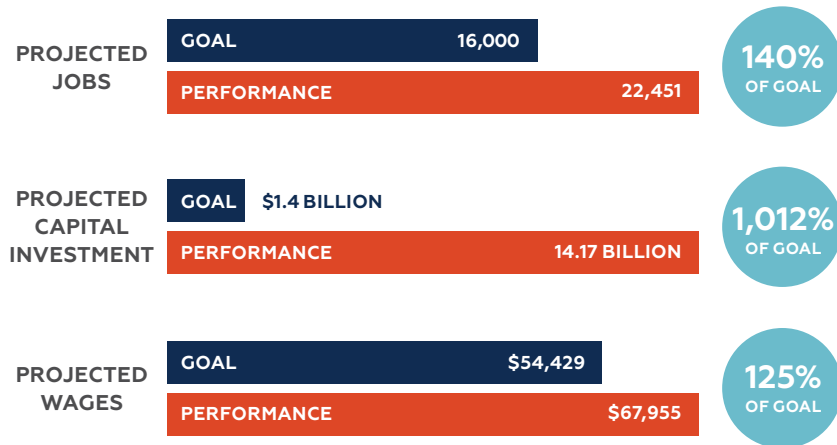 PROJECTED
JOBS
GOAL 16,000
PERFORMANCE 22,451
140%
OF GOAL
PROJECTED
CAPITAL
INVESTMENT
GOAL $1.4 BILLION
PERFORMANCE 14.17 BILLION
1,012%
OF GOAL
PROJECTED
WAGES
GOAL $54,429
PERFORMANCE $67,955
125%
OF GOAL